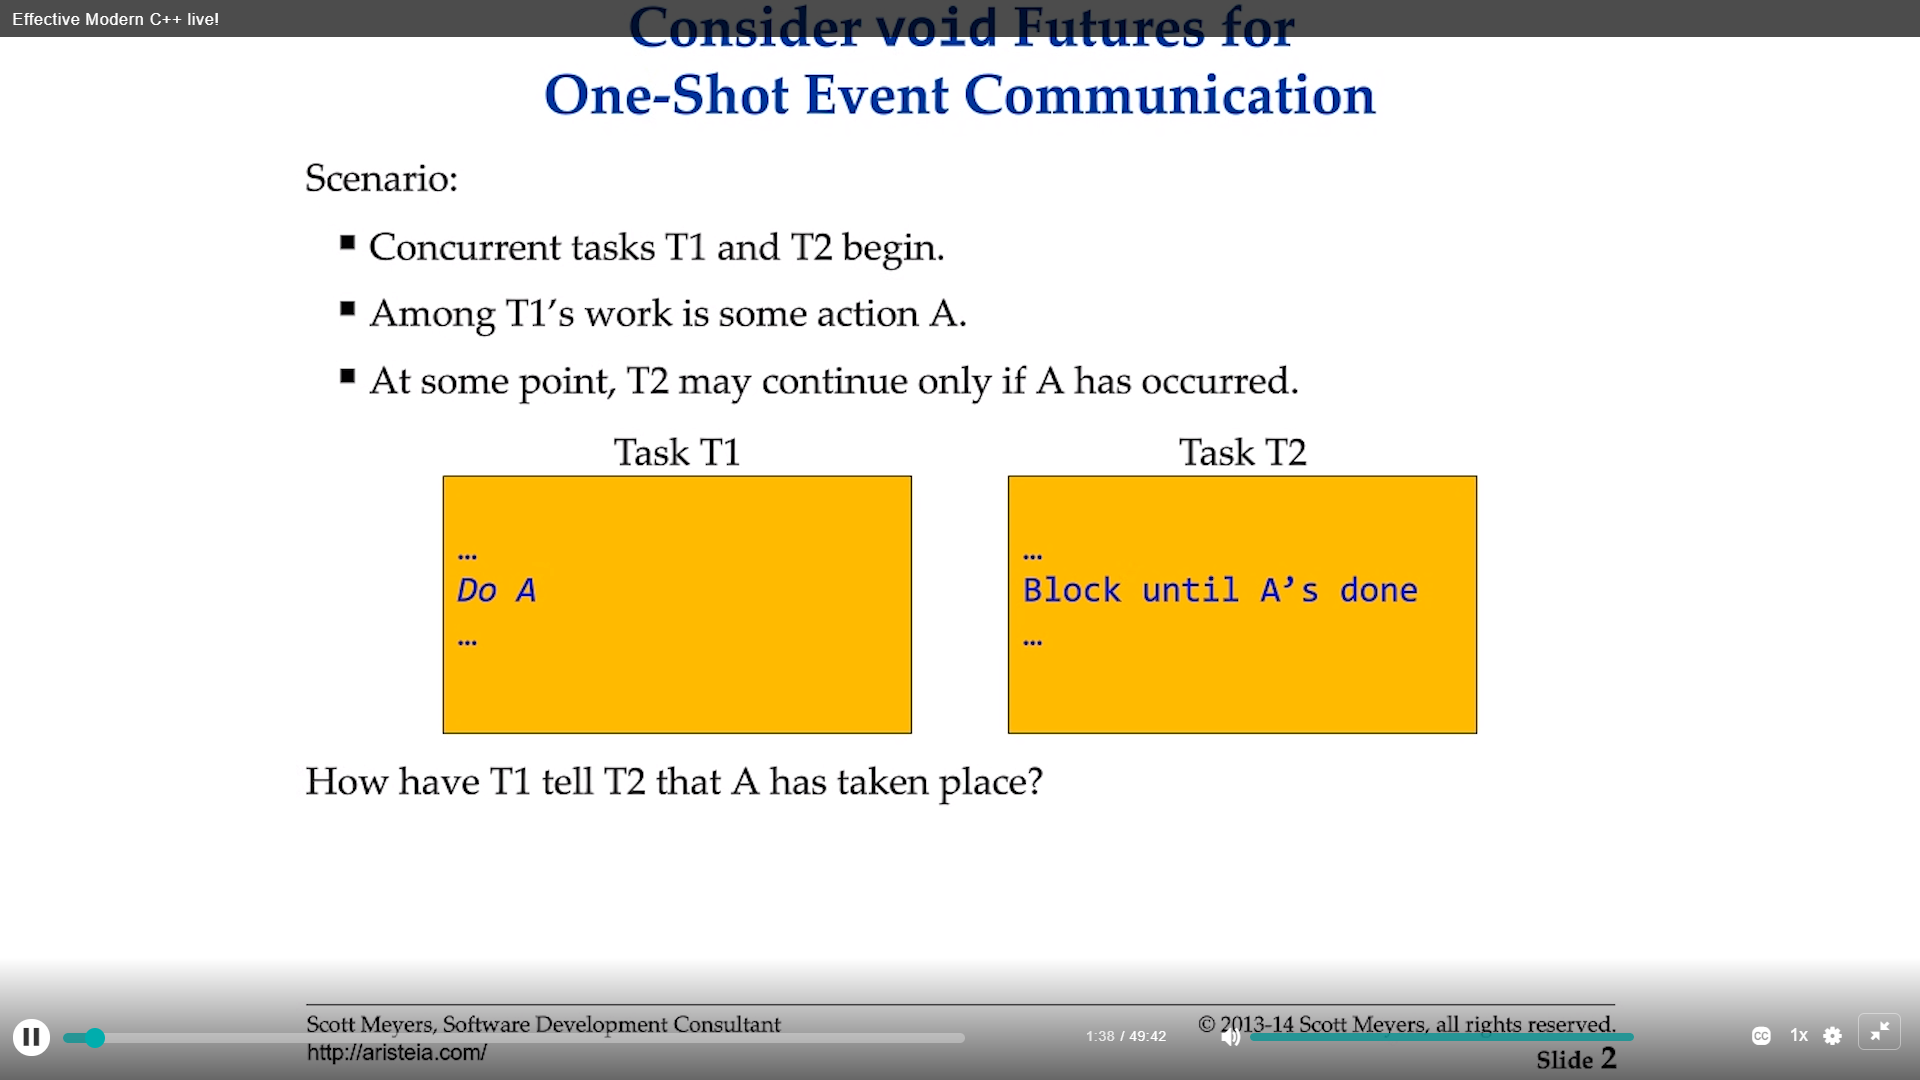 Effective Modern C++ live!
Consider void Futures for
One-Shot Event Communication
Scenario:
■ Concurrent tasks T1 and T2 begin.
■ Among T1’s work is some action A.
■ At some point, T2 may continue only if A has occurred.
Task T1
…
Do A
…
Task T2
…
Block until A’s done
…
How have T1 tell T2 that A has taken place?
Scott Meyers, Software Development Consultant
http://aristeia.com/
© 2013-14 Scott Meyers, all rights reserved.
Slide 2
1:38 / 49:42
CC
1x